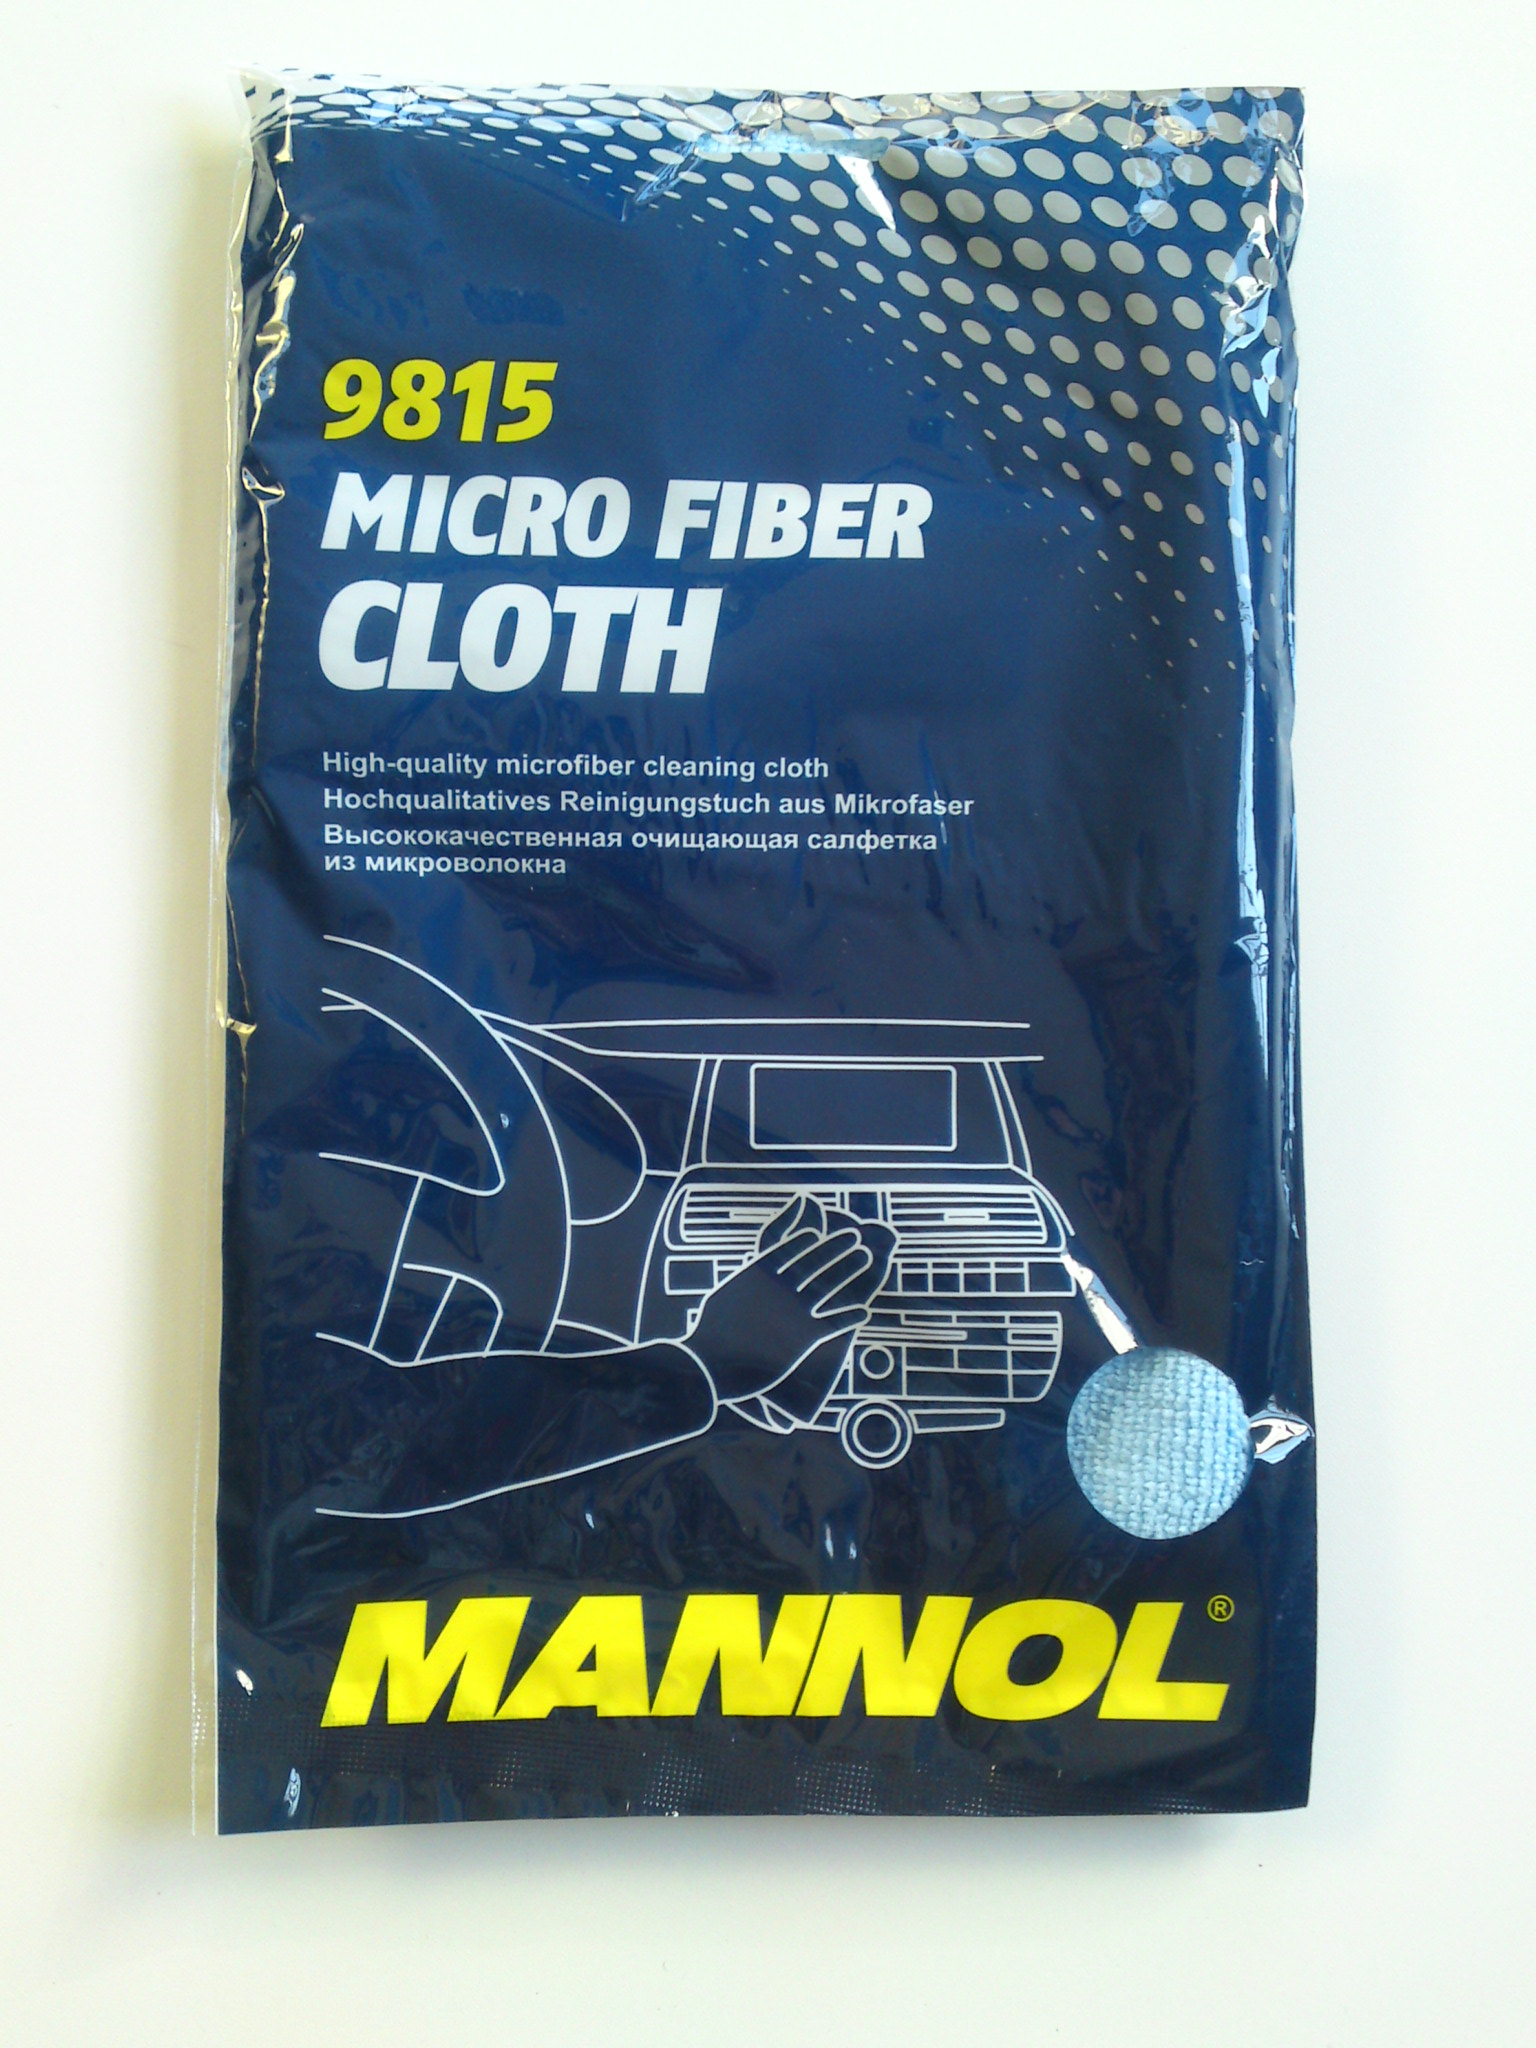 9815
MICRO FIBER
CLOTH
High-quality microfiber cleaning cloth
Hochqualitatives Reinigungstuch aus Mikrofaser
Высококачественная очищающая салфетка
из микроволокна
MANNOL®